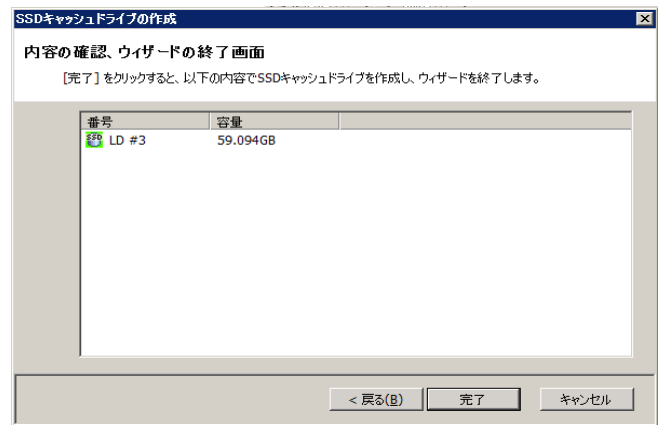 SSDキャッシュドライブの作成
内容の確認、ウィザードの終了画面
[完了] をクリックすると、以下の内容でSSDキャッシュドライブを作成し、ウィザードを終了します。
番号 容量
SSD LD #3 59.094GB
< 戻る(B) 完了 キャンセル